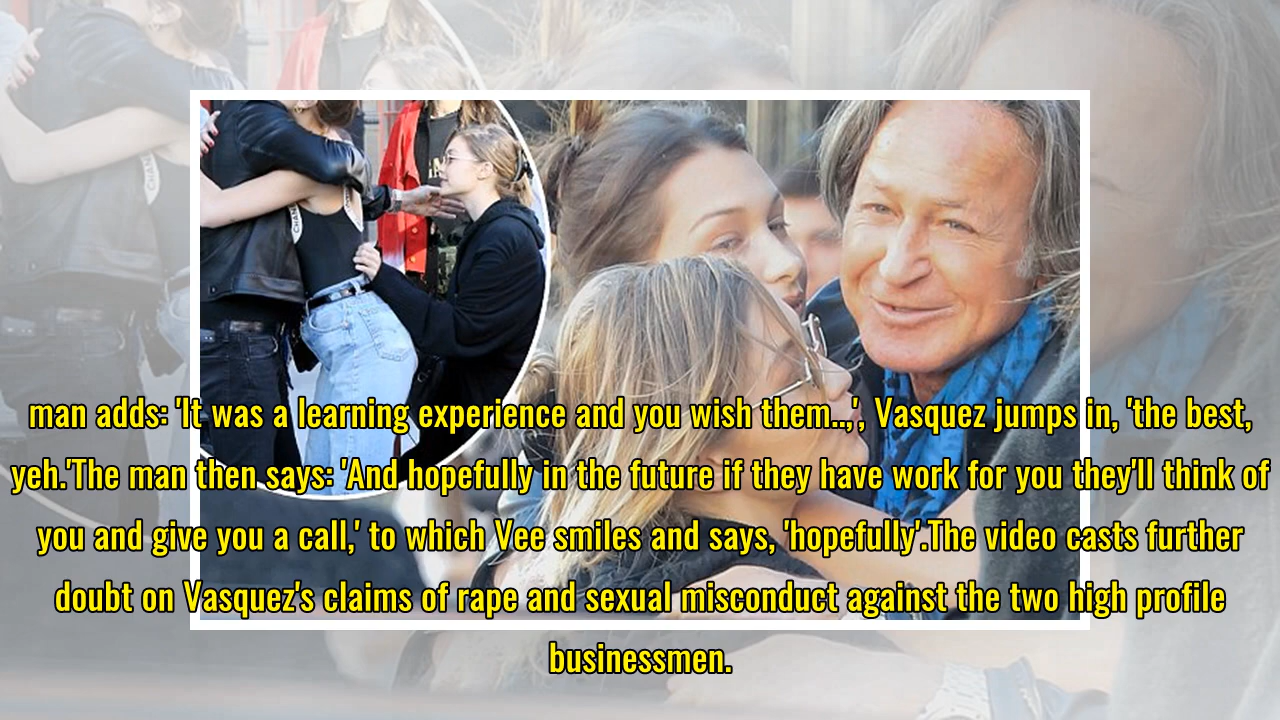 CHANEL
man adds: 'It was a learning experience and you wish them..,', Vasquez jumps in, 'the best,
yeh.'The man then says: 'And hopefully in the future if they have work for you they'll think of
you and give you a call,' to which Vee smiles and says, 'hopefully'.The video casts further
doubt on Vasquez's claims of rape and sexual misconduct against the two high profile
businessmen.